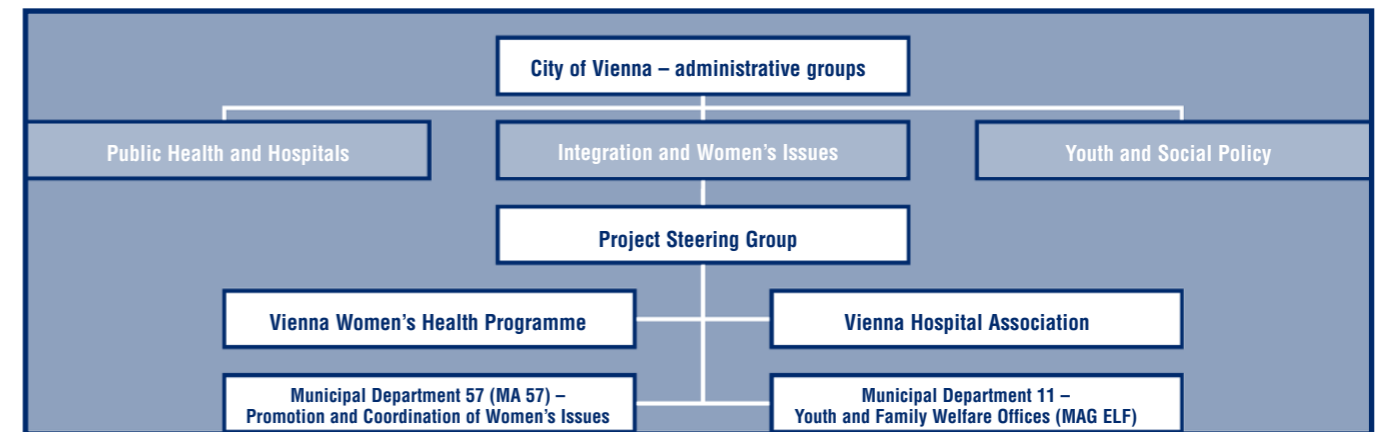 City of Vienna – administrative groups
Public Health and Hospitals
Integration and Women's Issues
Youth and Social Policy
Project Steering Group
Vienna Women's Health Programme
Vienna Hospital Association
Municipal Department 57 (MA 57) –
Promotion and Coordination of Women's Issues
Municipal Department 11 –
Youth and Family Welfare Offices (MAG ELF)